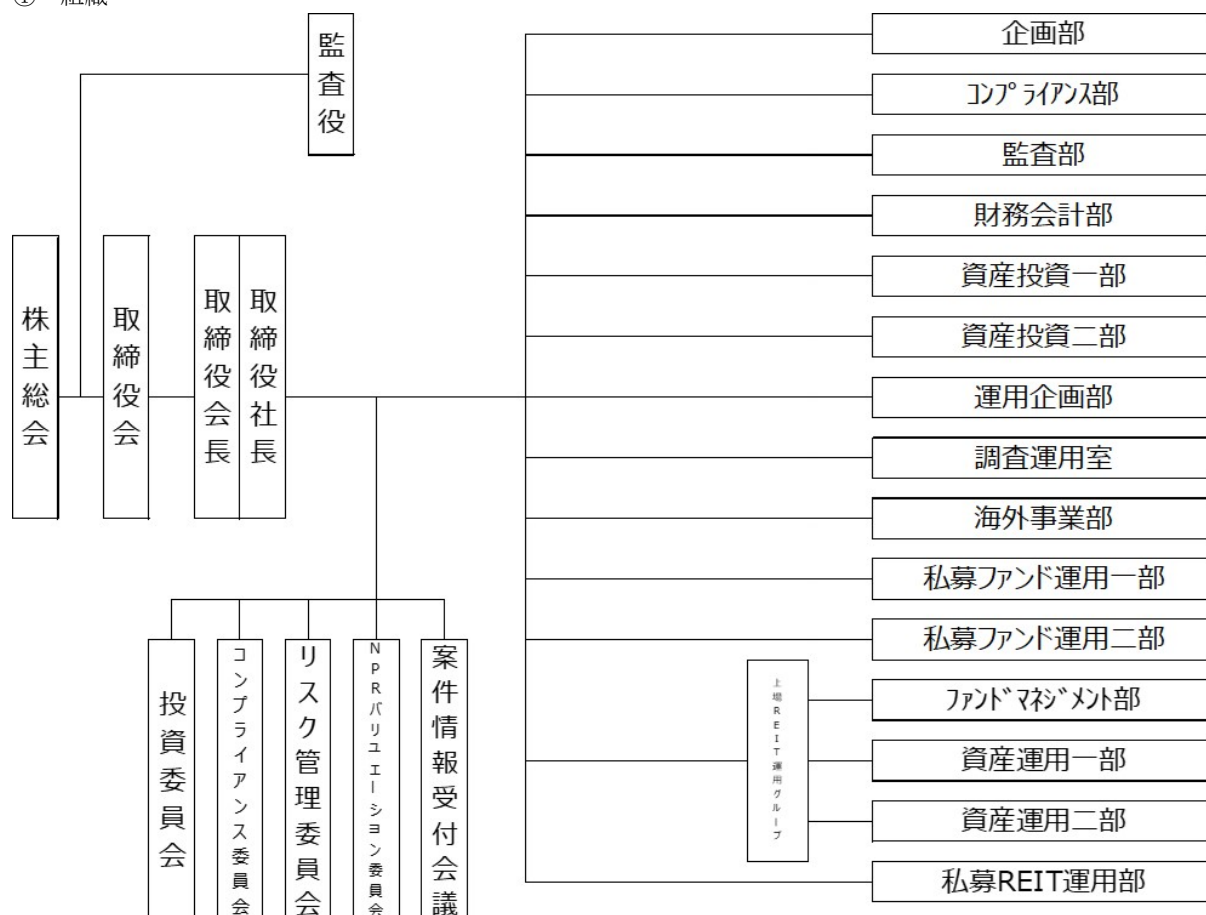 ① 組織
監査役
株主総会
取締役会
取締役会長
取締役社長
投資委員会
コンプライアンス委員会
リスク管理委員会
NPRバリュエーション委員会
案件情報受付会議
企画部
コンプライアンス部
監査部
財務会計部
資産投資一部
資産投資二部
運用企画部
調査運用室
海外事業部
私募ファンド運用一部
私募ファンド運用二部
上場REIT運用グループ
ファンドマネジメント部
資産運用一部
資産運用二部
私募REIT運用部